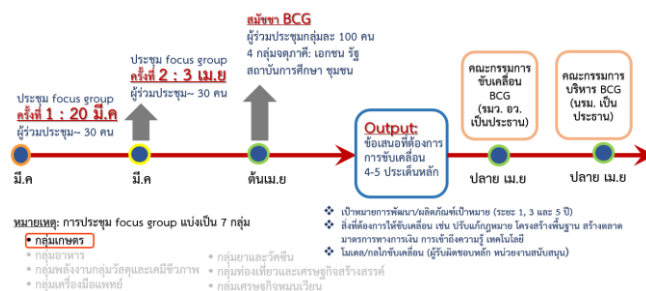 ประชุม focus group
ครั้งที่ 1 : 20 มี.ค
ผู้ร่วมประชุม~ 30 คน
ประชุม focus group
ครั้งที่ 2 : 3 เม.ย
ผู้ร่วมประชุม~ 30 คน
สมัชชา BCG
ผู้ร่วมประชุมกลุ่มละ 100 คน
4 กลุ่มจตุภาคี: เอกชน รัฐ
สถาบันการศึกษา ชุมชน
Output:
ข้อเสนอที่ต้องการ
การขับเคลื่อน
4-5 ประเด็นหลัก
คณะกรรมการ
ขับเคลื่อน
BCG
(รมว. อว.
เป็นประธาน)
คณะกรรมการ
บริหาร BCG
(นรม. เป็น
ประธาน)
มี.ค
มี.ค
ต้นเม.ย
ปลาย เม.ย
ปลาย เม.ย
หมายเหตุ: การประชุม focus group แบ่งเป็น 7 กลุ่ม
• กลุ่มเกษตร
• กลุ่มอาหาร
• กลุ่มพลังงานกลุ่มวัสดุและเคมีชีวภาพ
• กลุ่มเครื่องมือแพทย์
• กลุ่มยาและวัคซีน
• กลุ่มท่องเที่ยวและเศรษฐกิจสร้างสรรค์
• กลุ่มเศรษฐกิจหมุนเวียน
❖ เป้าหมายการพัฒนา/ผลิตภัณฑ์เป้าหมาย (ระยะ 1, 3 และ 5 ปี)
❖ สิ่งที่ต้องการให้ขับเคลื่อน เช่น ปรับแก้กฎหมาย โครงสร้างพื้นฐาน สร้างตลาด
มาตรการทางการเงิน การเข้าถึงความรู้ เทคโนโลยี
❖ โมเดล/กลไกขับเคลื่อน (ผู้รับผิดชอบหลัก หน่วยงานสนับสนุน)